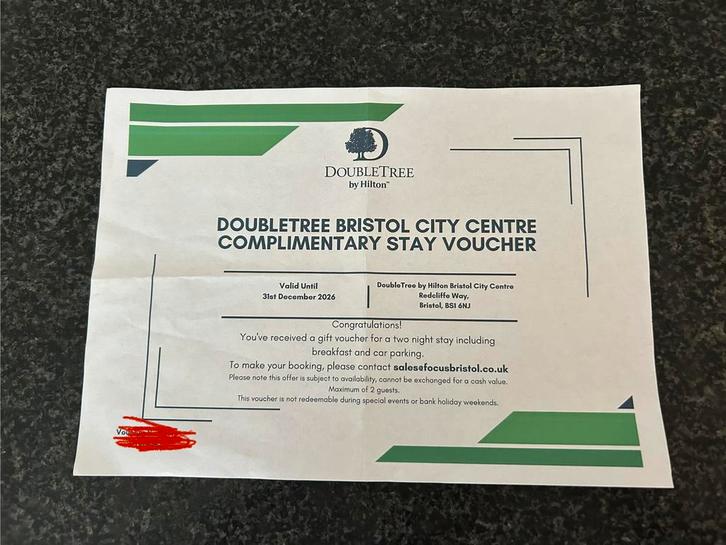 DOUBLETREE
by Hilton™
DOUBLETREE BRISTOL CITY CENTRE
COMPLIMENTARY STAY VOUCHER
Valid Until
31st December 2026
DoubleTree by Hilton Bristol City Centre
Redcliffe Way,
Bristol, BS1 6NJ
Congratulations!
You've received a gift voucher for a two night stay including
breakfast and car parking.
To make your booking, please contact sales@focusbristol.co.uk
Please note this offer is subject to availability, cannot be exchanged for a cash value.
Maximum of 2 guests.
This voucher is not redeemable during special events or bank holiday weekends.